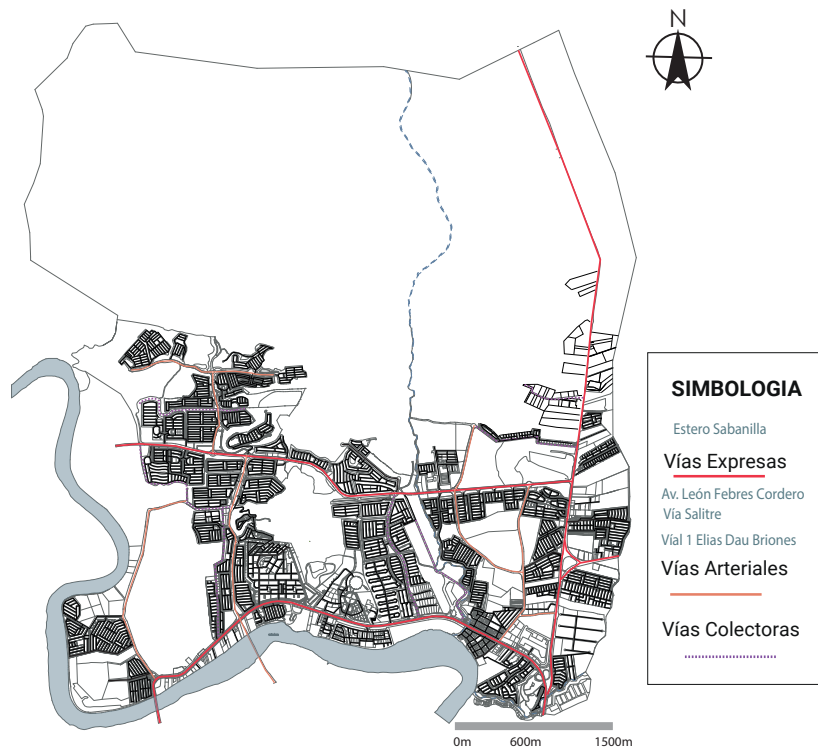 N
SIMBOLOGIA
Estero Sabanilla
Vías Expresas
Av. León Febres Cordero
Vía Salitre
Víal 1 Elias Dau Briones
Vías Arteriales
Vías Colectoras
0m 600m 1500m